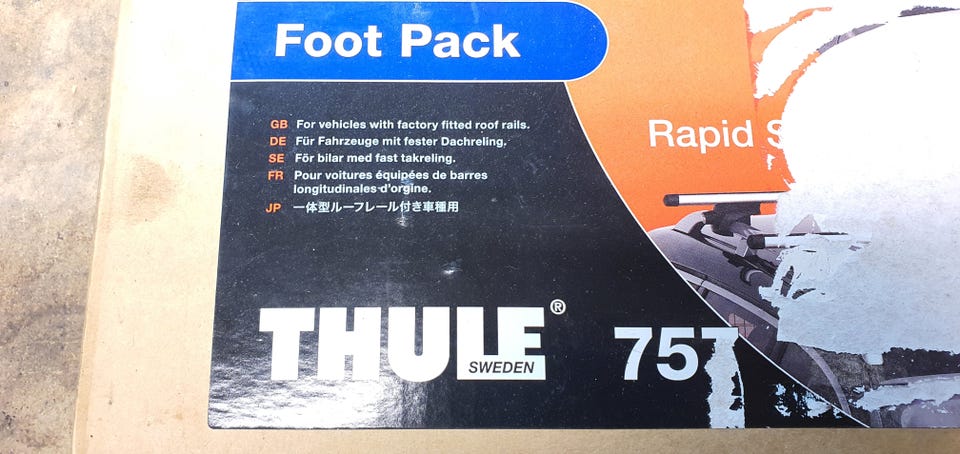 Foot Pack
GB For vehicles with factory fitted roof rails.
DE Für Fahrzeuge mit fester Dachreling.
SE För bilar med fast takreling.
FR Pour voitures équipées de barres
longitudinales d'orgine.
JP 一体型ルーフレール付き車種用
Rapid
THULE®
SWEDEN
757